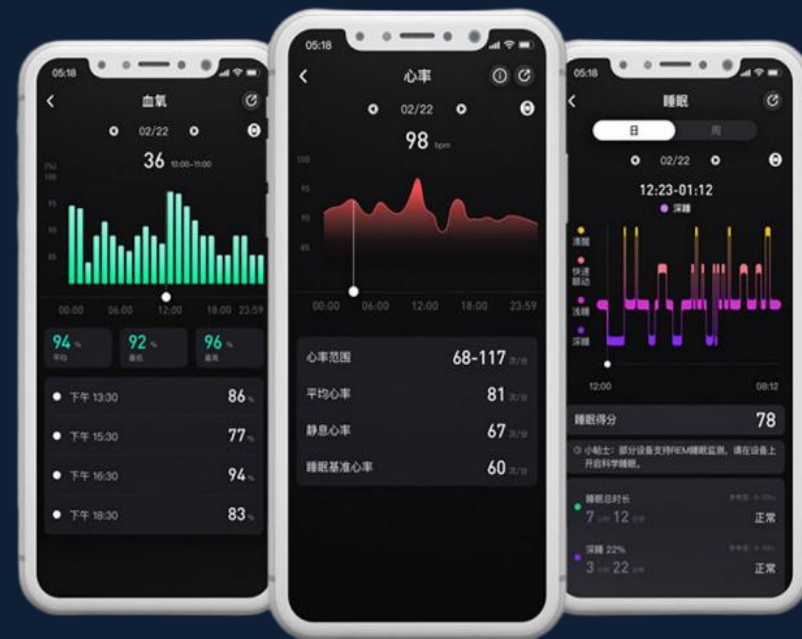 05:18
血氧
02/22
36 10:00-11:00
(%)
100
95
90
85
00:00 06:00 12:00 18:00 23:59
94 % 92 % 96 %
平均 最低 最高
下午 13:30 86 %
下午 15:30 77 %
下午 16:30 94 %
下午 18:30 83 %
05:18
心率
02/22
98 bpm
100
95
90
85
00:00 06:00 12:00 18:00 23:59
心率范围 68-117 次/分
平均心率 81 次/分
静息心率 67 次/分
睡眠基准心率 60 次/分
05:18
睡眠
日 周
02/22
12:23-01:12
深睡
清醒
快速
眼动
浅睡
深睡
12:00 08:12
睡眠得分 78
小帖士：部分设备支持REM睡眠监测，请在设备上
开启科学睡眠。
睡眠总时长
7 小时 12 分钟 正常
深睡 22%
3 小时 22 分钟 正常